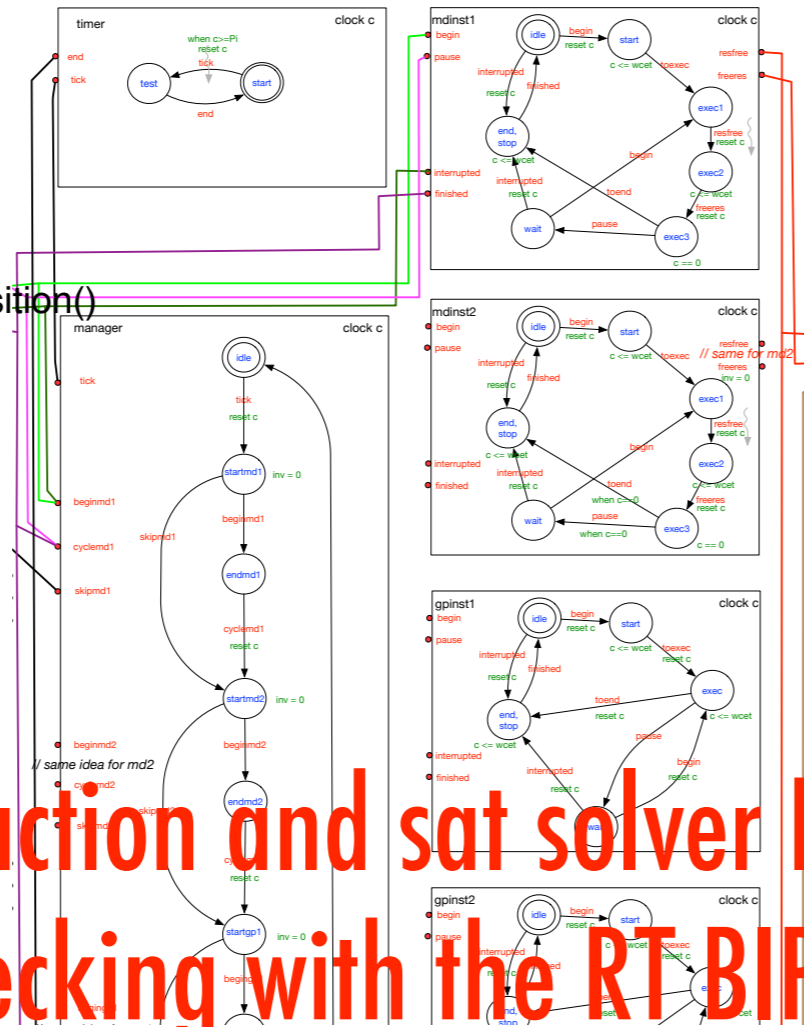 timer
clock c
end
tick
when c>=Pi
reset c
tick
test
start
end
mdinst1
clock c
begin
pause
interrupted
finished
resfree
freeres
idle
begin
reset c
start
c <= wcet
toexec
interrupted
reset c
finished
exec1
end,
stop
c <= wcet
resfree
reset c
begin
exec2
c <= wcet
interrupted
reset c
toend
freeres
reset c
wait
pause
exec3
c == 0
sition()
manager
clock c
tick
beginmd1
cyclemd1
skipmd1
beginmd2
// same idea for md2
idle
tick
reset c
startmd1
inv = 0
beginmd1
skipmd1
endmd1
cyclemd1
reset c
startmd2
inv = 0
beginmd2
endmd2
reset c
startgp1
inv = 0
mdinst2
clock c
begin
pause
interrupted
finished
resfree
// same for md2
freeres
inv = 0
idle
begin
reset c
start
c <= wcet
toexec
interrupted
reset c
finished
exec1
end,
stop
c <= wcet
resfree
reset c
begin
exec2
c <= wcet
interrupted
reset c
toend
when c==0
freeres
reset c
wait
pause
when c==0
exec3
c == 0
gpinst1
clock c
begin
pause
interrupted
finished
idle
begin
reset c
start
c <= wcet
toexec
reset c
interrupted
reset c
finished
exec
c <= wcet
toend
reset c
end,
stop
c <= wcet
pause
begin
reset c
interrupted
reset c
wait
gpinst2
clock c
begin
pause
idle
begin
reset c
start
toexec
reset c
end,
stop
uction and sat solver
ecking with the RT BIP